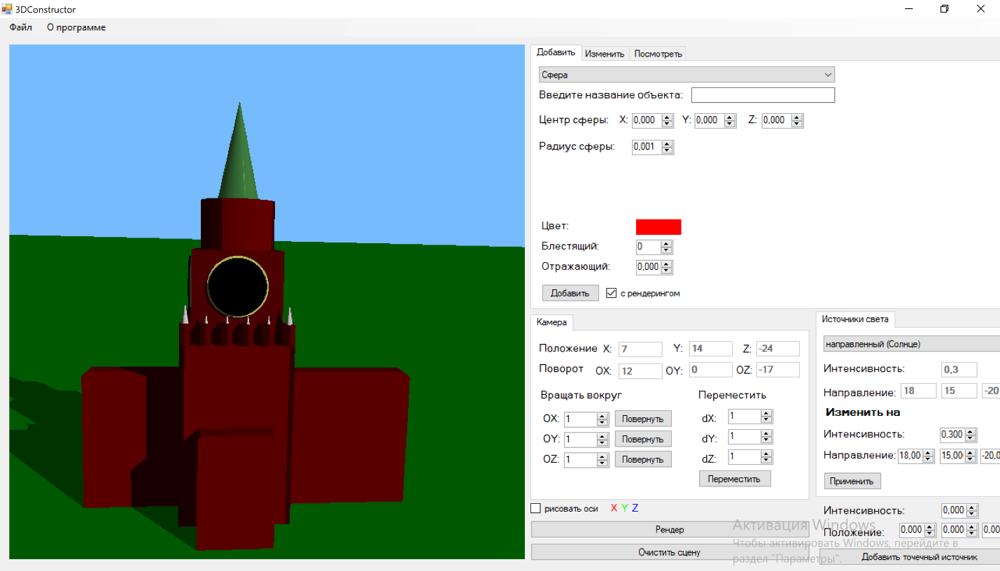 3DConstructor
Файл О программе
Добавить Изменить Посмотреть
Сфера
Введите название объекта:
Центр сферы: X: 0,000 Y: 0,000 Z: 0,000
Радиус сферы: 0,001
Цвет:
Блестящий: 0
Отражающий: 0,000
Добавить с рендерингом
Камера
Положение X: 7 Y: 14 Z: -24
Поворот OX: 12 OY: 0 OZ: -17
Вращать вокруг Переместить
OX: 1 Повернуть dX: 1
OY: 1 Повернуть dY: 1
OZ: 1 Повернуть dZ: 1
Переместить
рисовать оси X Y Z
Рендер
Очистить сцену
Источники света
направленный (Солнце)
Интенсивность: 0,3
Направление: 18 15 -20
Изменить на
Интенсивность: 0,300
Направление: 18,00 15,00 -20,0
Применить
Интенсивность: 0,000
Положение: 0,000 0,000 0,00
Добавить точечный источник
Активация Windows
Чтобы активировать Windows, перейдите в
раздел "Параметры".